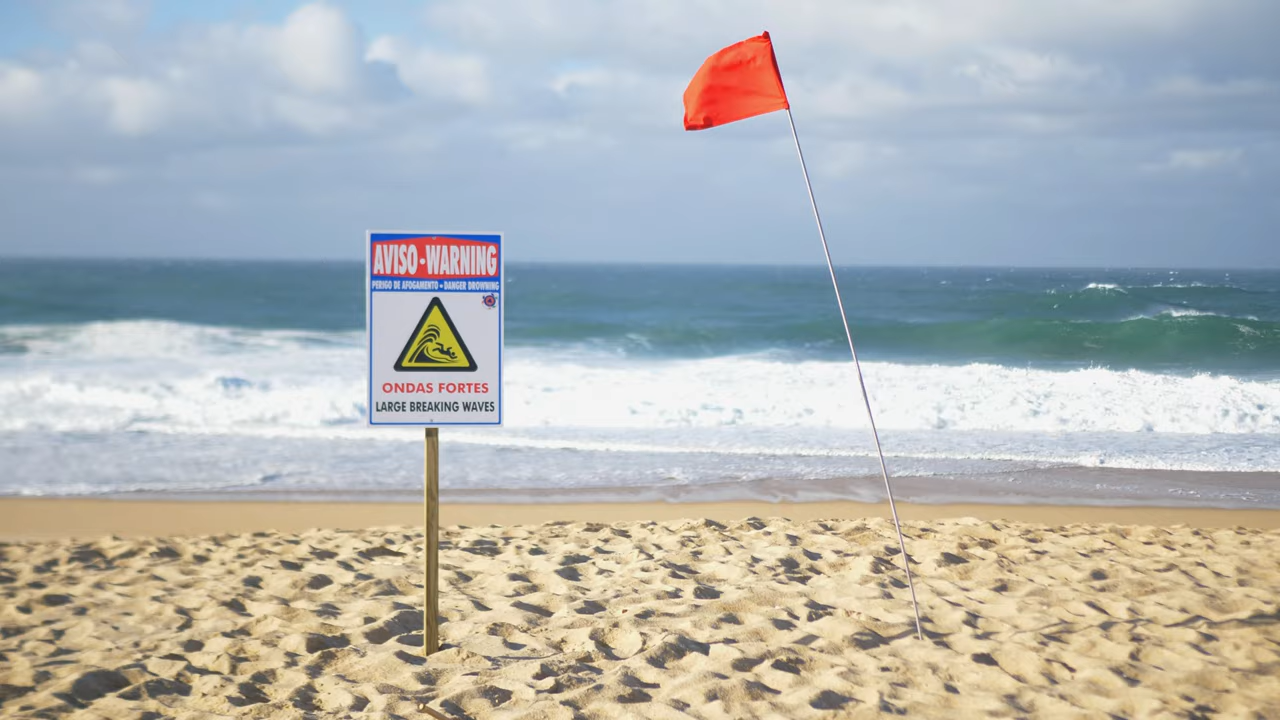 AVISO•WARNING
PERIGO DE AFOGAMENTO • DANGER DROWNING
ONDAS FORTES
LARGE BREAKING WAVES